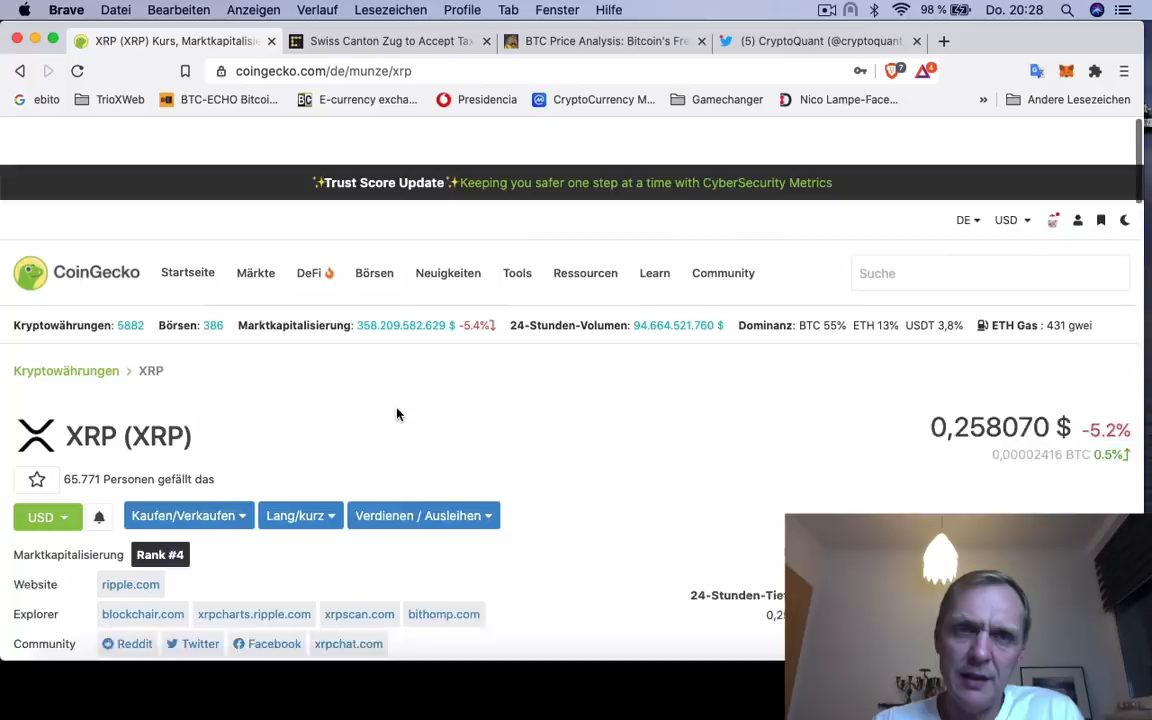 Brave Datei Bearbeiten Anzeigen Verlauf Lesezeichen Profile Tab Fenster Hilfe 98 % Do. 20:28
XRP (XRP) Kurs, Marktkapitalisi Swiss Canton Zug to Accept Tax BTC Price Analysis: Bitcoin's Fre (5) CryptoQuant (@cryptoquant
coingecko.com/de/munze/xrp 7 4
ebito TrioXWeb BTC-ECHO Bitcoi... E-currency excha... Presidencia CryptoCurrency M... Gamechanger Nico Lampe-Face... » Andere Lesezeichen
✨Trust Score Update✨Keeping you safer one step at a time with CyberSecurity Metrics
DE USD
CoinGecko Startseite Märkte DeFi🔥 Börsen Neuigkeiten Tools Ressourcen Learn Community Suche
Kryptowährungen: 5882 Börsen: 386 Marktkapitalisierung: 358.209.582.629 $ -5.4% 24-Stunden-Volumen: 94.664.521.760 $ Dominanz: BTC 55% ETH 13% USDT 3,8% ETH Gas : 431 gwei
Kryptowährungen > XRP
XRP (XRP) 0,258070 $ -5.2%
0,00002416 BTC 0.5%
65.771 Personen gefällt das
USD Kaufen/Verkaufen Lang/kurz Verdienen / Ausleihen
Marktkapitalisierung Rank #4
Website ripple.com 24-Stunden-Tie
Explorer blockchair.com xrpcharts.ripple.com xrpscan.com bithomp.com 0,2
Community Reddit Twitter Facebook xrpchat.com